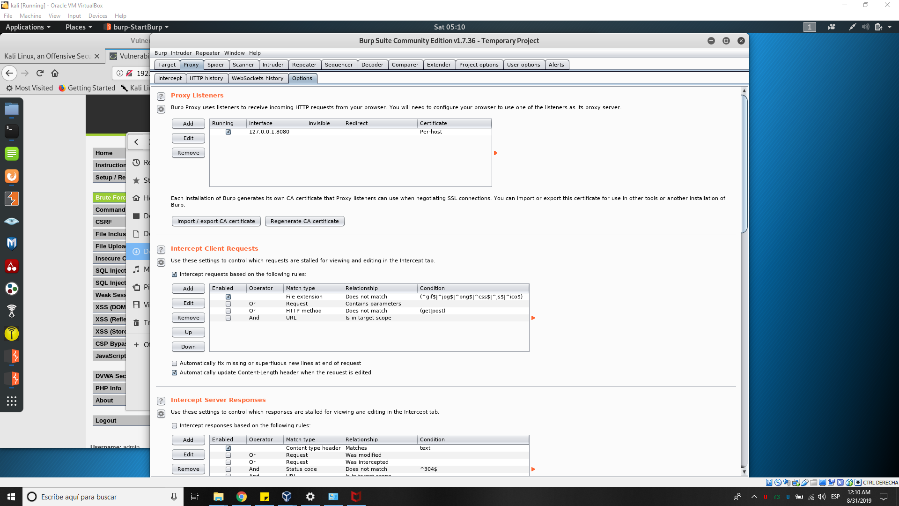 kali [Running] - Oracle VM VirtualBox
File Machine View Input Devices Help
Applications Places burp-StartBurp Sat 05:10 1
Burp Suite Community Edition v1.7.36 - Temporary Project
Kali Linux, an Offensive Sec
Vulnerab
192.
Most Visited Getting Started Kali L
Burp Intruder Repeater Window Help
Target Proxy Spider Scanner Intruder Repeater Sequencer Decoder Comparer Extender Project options User options Alerts
Intercept HTTP history WebSockets history Options
Home
Instruction
Setup / Re
Brute Forc
Command
CSRF
File Inclus
File Uploa
Insecure C
SQL Inject
SQL Inject
Weak Sess
XSS (DOM
XSS (Refle
XSS (Store
CSP Bypas
JavaScript
DVWA Sec
PHP Info
About
Logout
Username: admin
Proxy Listeners
Burp Proxy uses listeners to receive incoming HTTP requests from your browser. You will need to configure your browser to use one of the listeners as its proxy server.
Add Running Interface Invisible Redirect Certificate
127.0.0.1:8080 Per-host
Edit
Remove
Each installation of Burp generates its own CA certificate that Proxy listeners can use when negotiating SSL connections. You can import or export this certificate for use in other tools or another installation of
Burp.
Import / export CA certificate Regenerate CA certificate
Intercept Client Requests
Use these settings to control which requests are stalled for viewing and editing in the Intercept tab.
Intercept requests based on the following rules:
Add Enabled Operator Match type Relationship Condition
File extension Does not match
Edit Or Request Contains parameters
Or HTTP method Does not match (get|post)
Remove And URL Is in target scope
Up
Down
Automatically fix missing or superfluous new lines at end of request
Automatically update Content-Length header when the request is edited
Intercept Server Responses
Use these settings to control which responses are stalled for viewing and editing in the Intercept tab.
Intercept responses based on the following rules:
Add Enabled Operator Match type Relationship Condition
Content type header Matches text
Edit Or Request Was modified
Or Request Was intercepted
Remove And Status code Does not match ^304$
CTRL DERECHA
Escribe aquí para buscar
ESP
12:10 AM
8/31/2019